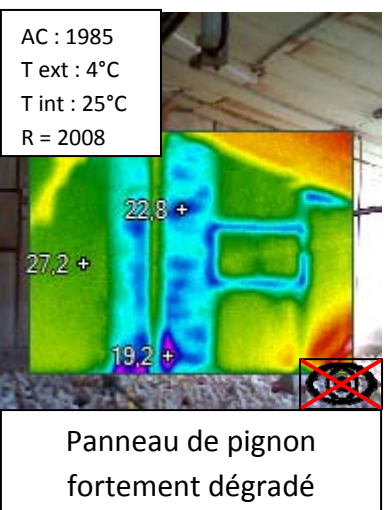 AC : 1985
T ext : 4°C
T int : 25°C
R = 2008
22,8 +
27,2 +
19,2 +
Panneau de pignon
fortement dégradé